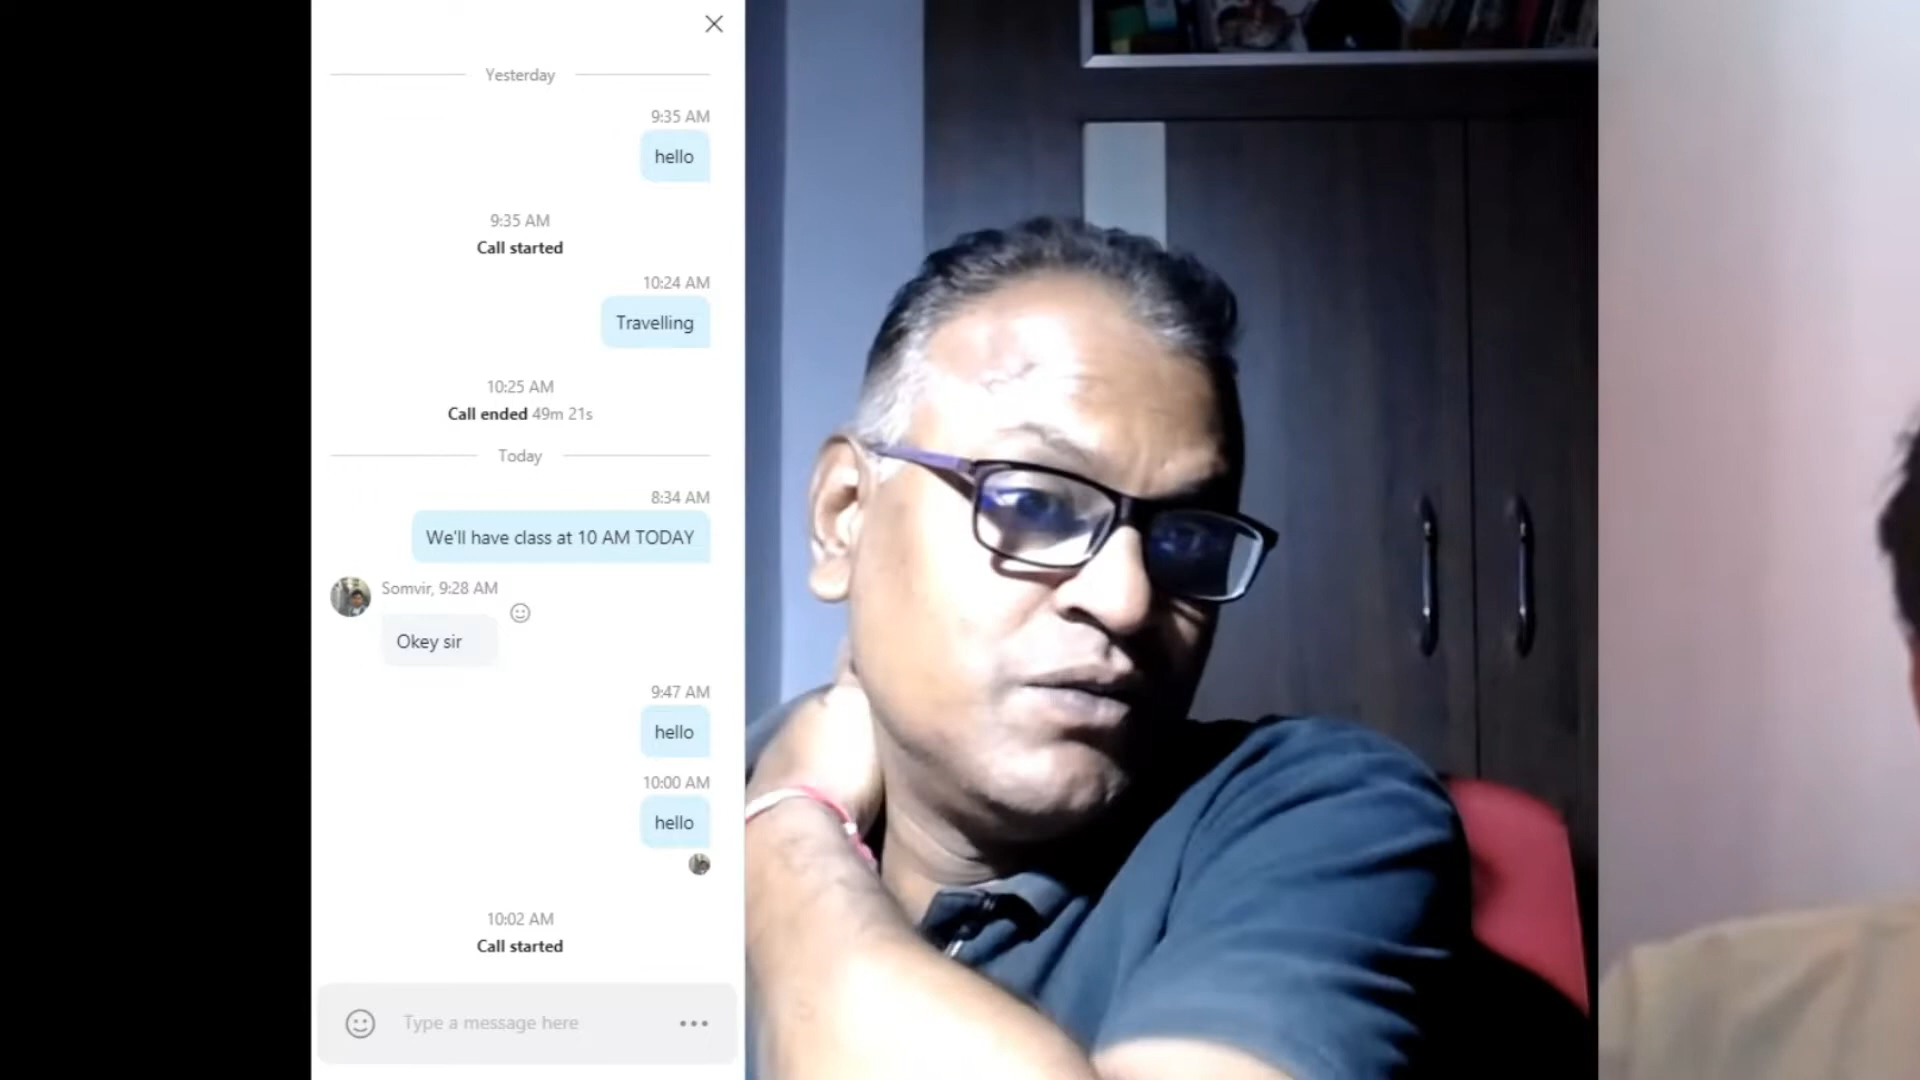 Yesterday
9:35 AM
hello
9:35 AM
Call started
10:24 AM
Travelling
10:25 AM
Call ended 49m 21s
Today
8:34 AM
We'll have class at 10 AM TODAY
Somvir, 9:28 AM
Okey sir
9:47 AM
hello
10:00 AM
hello
10:02 AM
Call started
Type a message here